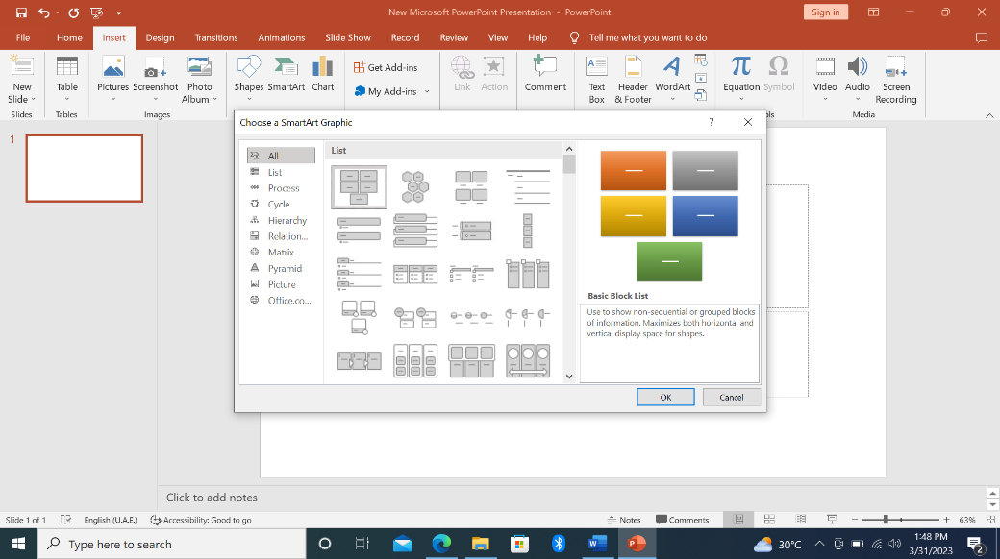 New Microsoft PowerPoint Presentation - PowerPoint
Sign in
File Home Insert Design Transitions Animations Slide Show Record Review View Help Tell me what you want to do
New Slide
Table
Pictures
Screenshot
Photo Album
Shapes
SmartArt
Chart
Get Add-ins
My Add-ins
Link
Action
Comment
Text Box
Header & Footer
WordArt
Equation
Symbol
Video
Audio
Screen Recording
Slides
Tables
Images
Media
Choose a SmartArt Graphic
?
1
All
List
Process
Cycle
Hierarchy
Relation...
Matrix
Pyramid
Picture
Office.co...
List
Basic Block List
Use to show non-sequential or grouped blocks
of information. Maximizes both horizontal and
vertical display space for shapes.
OK
Cancel
Click to add notes
Slide 1 of 1 English (U.A.E.) Accessibility: Good to go Notes Comments 63%
Type here to search
30°C
1:48 PM
3/31/2023
2